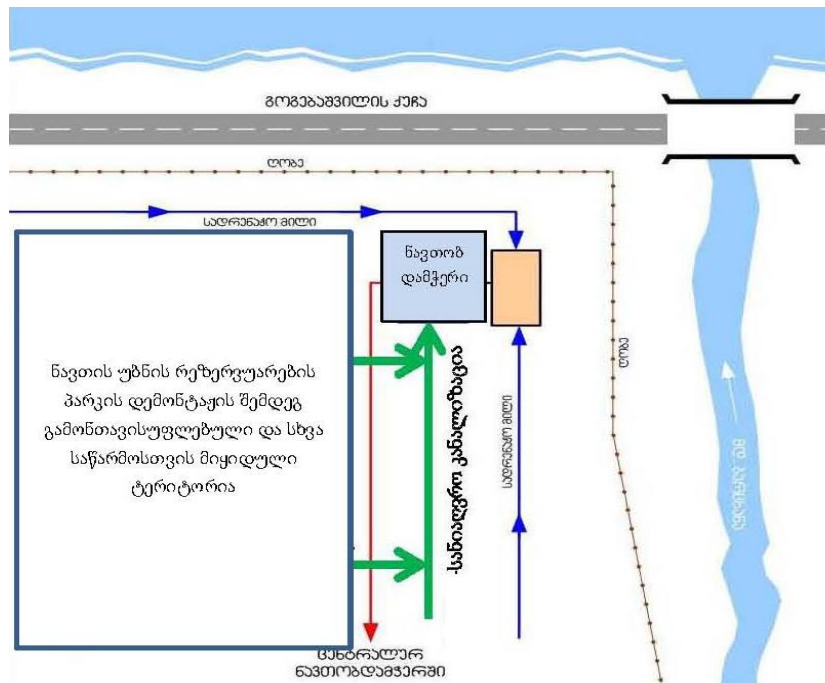 გოგებაშვილის ქუჩა
ღობე
სადრენაჟო მილი
ნავთობ
დამჭერი
ნავთის უბნის რეზერვუარების
პარკის დემონტაჟის შემდეგ
გამონთავისუფლებული და სხვა
საწარმოსთვის მიყიდული
ტერიტორია
-სანიაღვრო კანალიზაცია
სადრენაჟო მილი
ღობე
ცენტრალურ
ნავთობდამჭერში